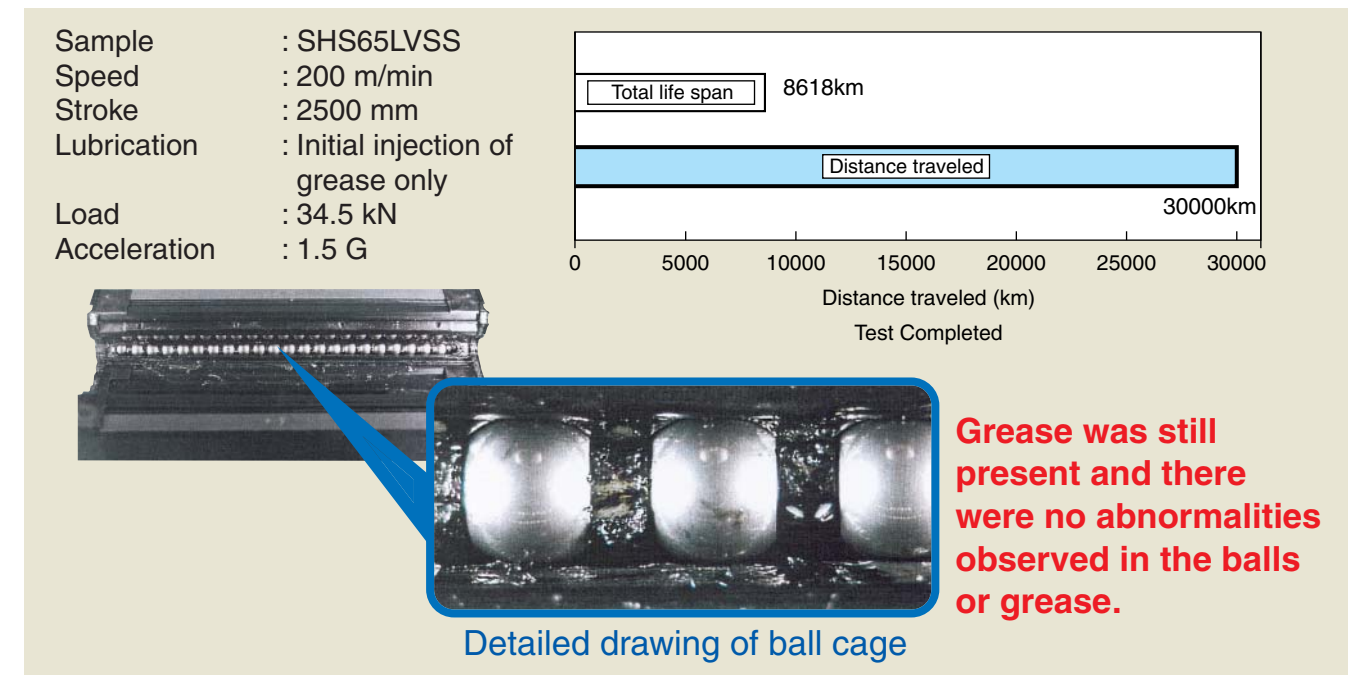 Sample : SHS65LVSS
Speed : 200 m/min
Stroke : 2500 mm
Lubrication : Initial injection of
grease only
Load : 34.5 kN
Acceleration : 1.5 G
Total life span 8618km
Distance traveled
30000km
0 5000 10000 15000 20000 25000 30000
Distance traveled (km)
Test Completed
Grease was still
present and there
were no abnormalities
observed in the balls
or grease.
Detailed drawing of ball cage